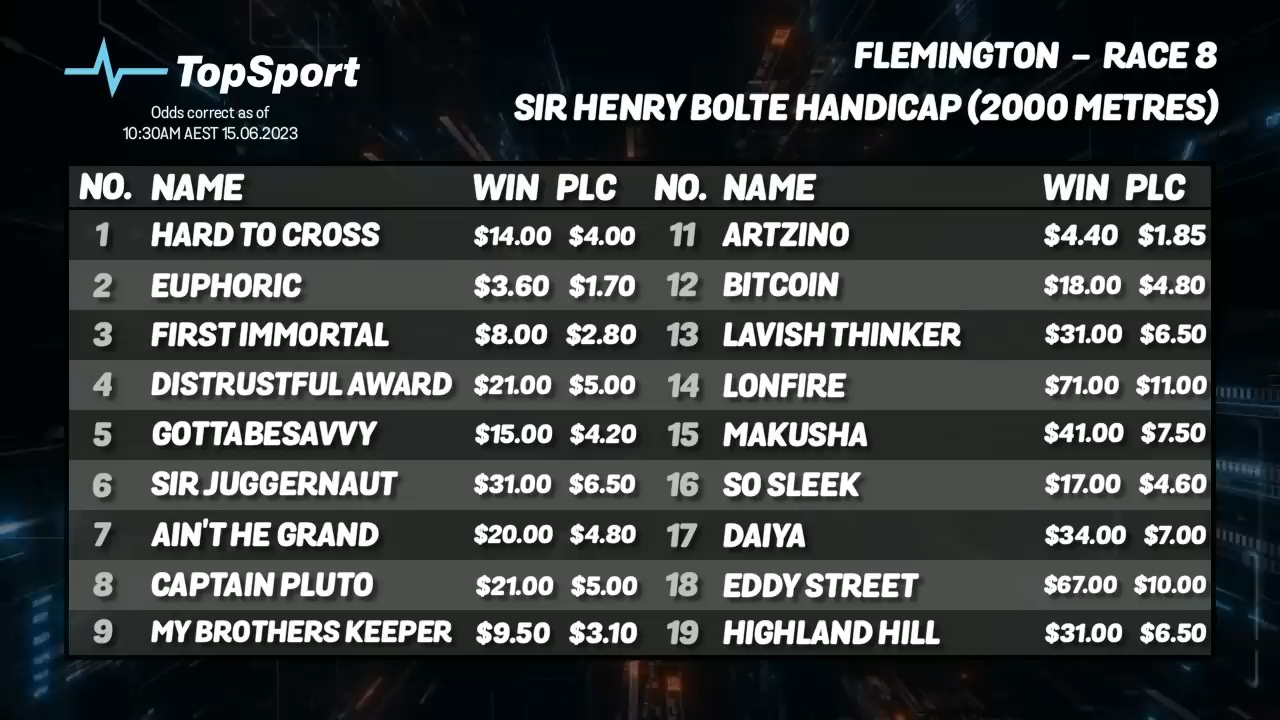 TopSport
Odds correct as of
10:30AM AEST 15.06.2023
FLEMINGTON – RACE 8
SIR HENRY BOLTE HANDICAP (2000 METRES)
NO. NAME WIN PLC NO. NAME WIN PLC
1 HARD TO CROSS $14.00 $4.00 11 ARTZINO $4.40 $1.85
2 EUPHORIC $3.60 $1.70 12 BITCOIN $18.00 $4.80
3 FIRST IMMORTAL $8.00 $2.80 13 LAVISH THINKER $31.00 $6.50
4 DISTRUSTFUL AWARD $21.00 $5.00 14 LONFIRE $71.00 $11.00
5 GOTTABESAVVY $15.00 $4.20 15 MAKUSHA $41.00 $7.50
6 SIR JUGGERNAUT $31.00 $6.50 16 SO SLEEK $17.00 $4.60
7 AIN'T HE GRAND $20.00 $4.80 17 DAIYA $34.00 $7.00
8 CAPTAIN PLUTO $21.00 $5.00 18 EDDY STREET $67.00 $10.00
9 MY BROTHERS KEEPER $9.50 $3.10 19 HIGHLAND HILL $31.00 $6.50